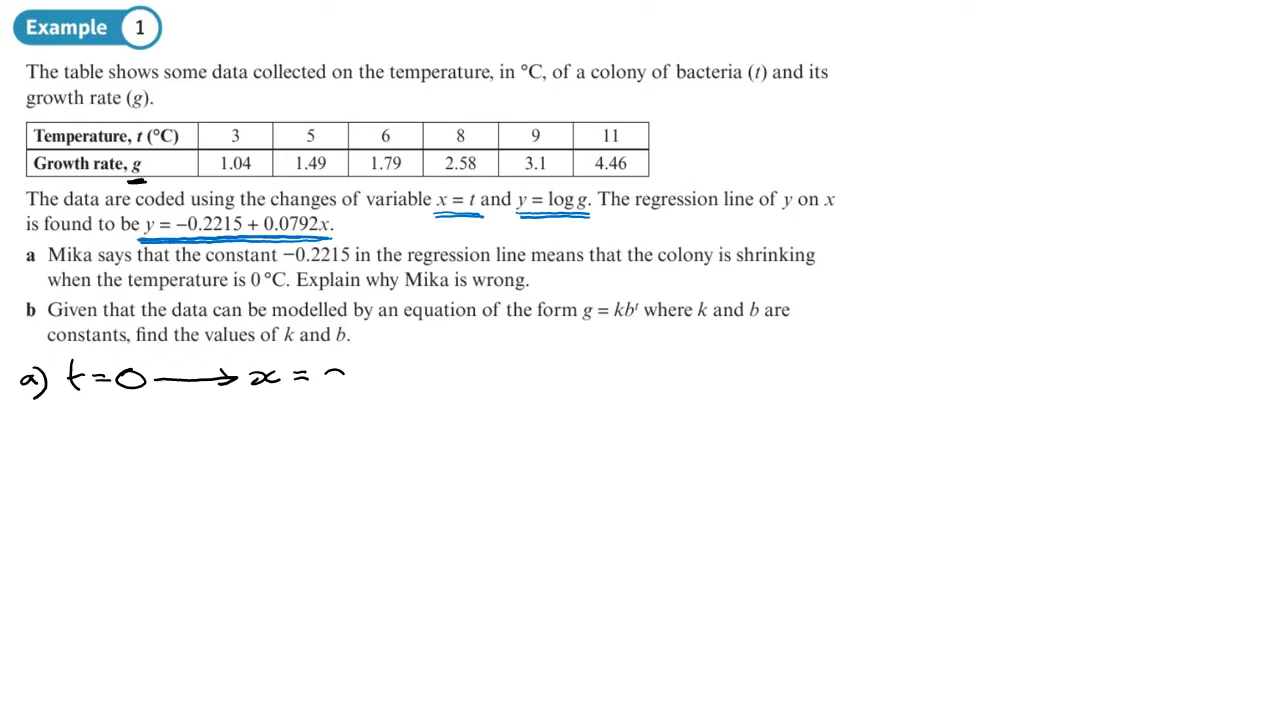 Example 1
The table shows some data collected on the temperature, in °C, of a colony of bacteria (t) and its
growth rate (g).
Temperature, t (°C) 3 5 6 8 9 11
Growth rate, g 1.04 1.49 1.79 2.58 3.1 4.46
The data are coded using the changes of variable x = t and y = log g. The regression line of y on x
is found to be y = −0.2215 + 0.0792x.
a Mika says that the constant −0.2215 in the regression line means that the colony is shrinking
when the temperature is 0 °C. Explain why Mika is wrong.
b Given that the data can be modelled by an equation of the form g = kbᵗ where k and b are
constants, find the values of k and b.
a) t = 0 ⟶ x =